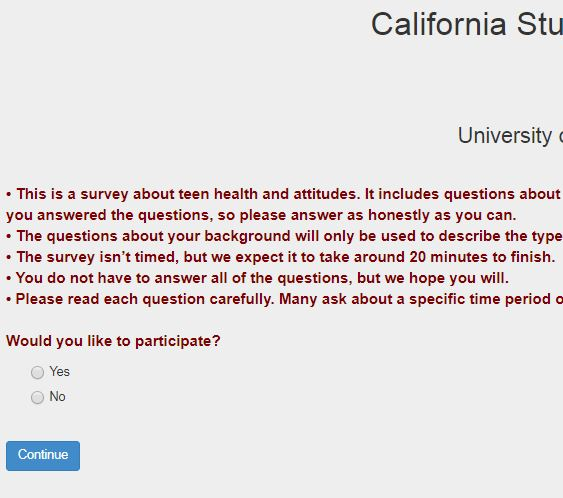 California Stu
University
• This is a survey about teen health and attitudes. It includes questions about
you answered the questions, so please answer as honestly as you can.
• The questions about your background will only be used to describe the type
• The survey isn’t timed, but we expect it to take around 20 minutes to finish.
• You do not have to answer all of the questions, but we hope you will.
• Please read each question carefully. Many ask about a specific time period
Would you like to participate?
Yes
No
Continue